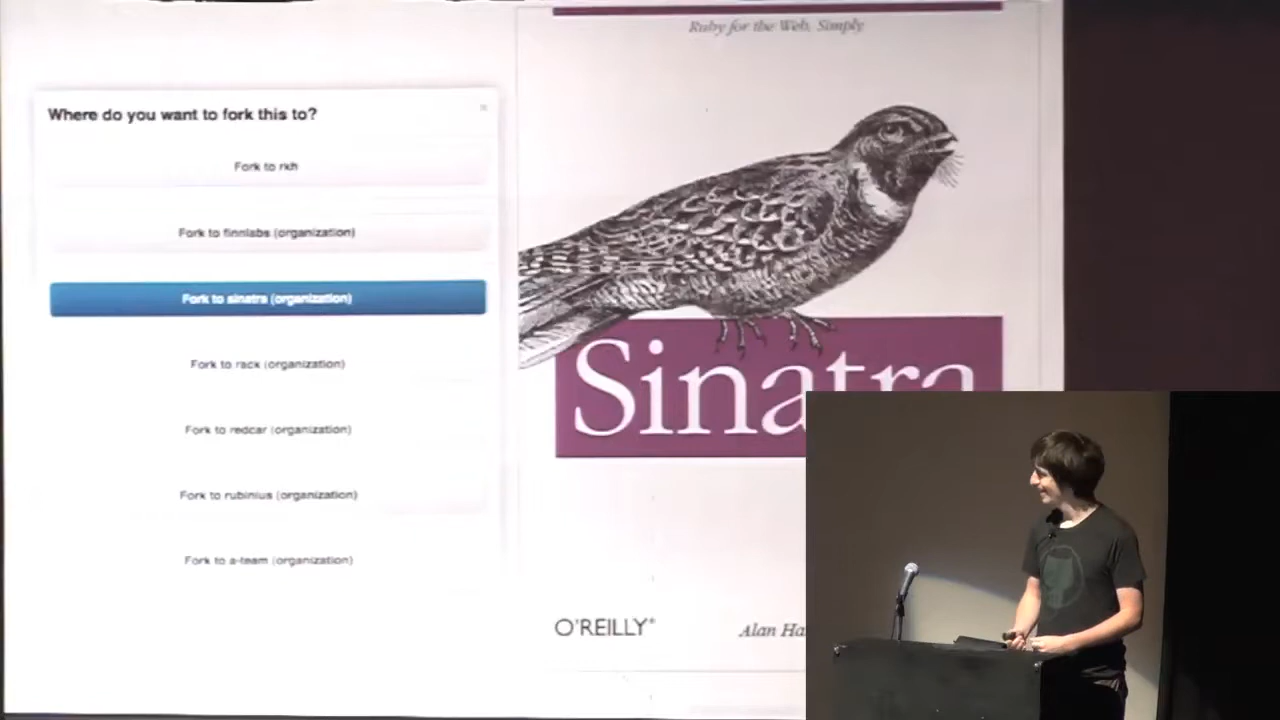 Ruby for the Web, Simply
Where do you want to fork this to?
Fork to rkh
Fork to finnlabs (organization)
Fork to sinatra (organization)
Fork to rack (organization)
Fork to redcar (organization)
Fork to rubinius (organization)
Fork to a-team (organization)
Sinatra
O'REILLY®
Alan Ha